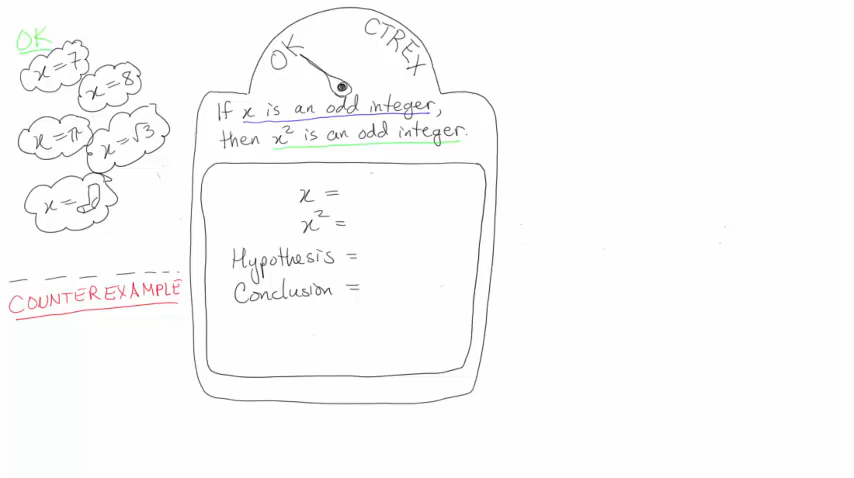 OK
x = 7
x = 8
x = π
x = √3
x =
COUNTEREXAMPLE
OK
CTREX
If x is an odd integer,
then x² is an odd integer.
x =
x² =
Hypothesis =
Conclusion =